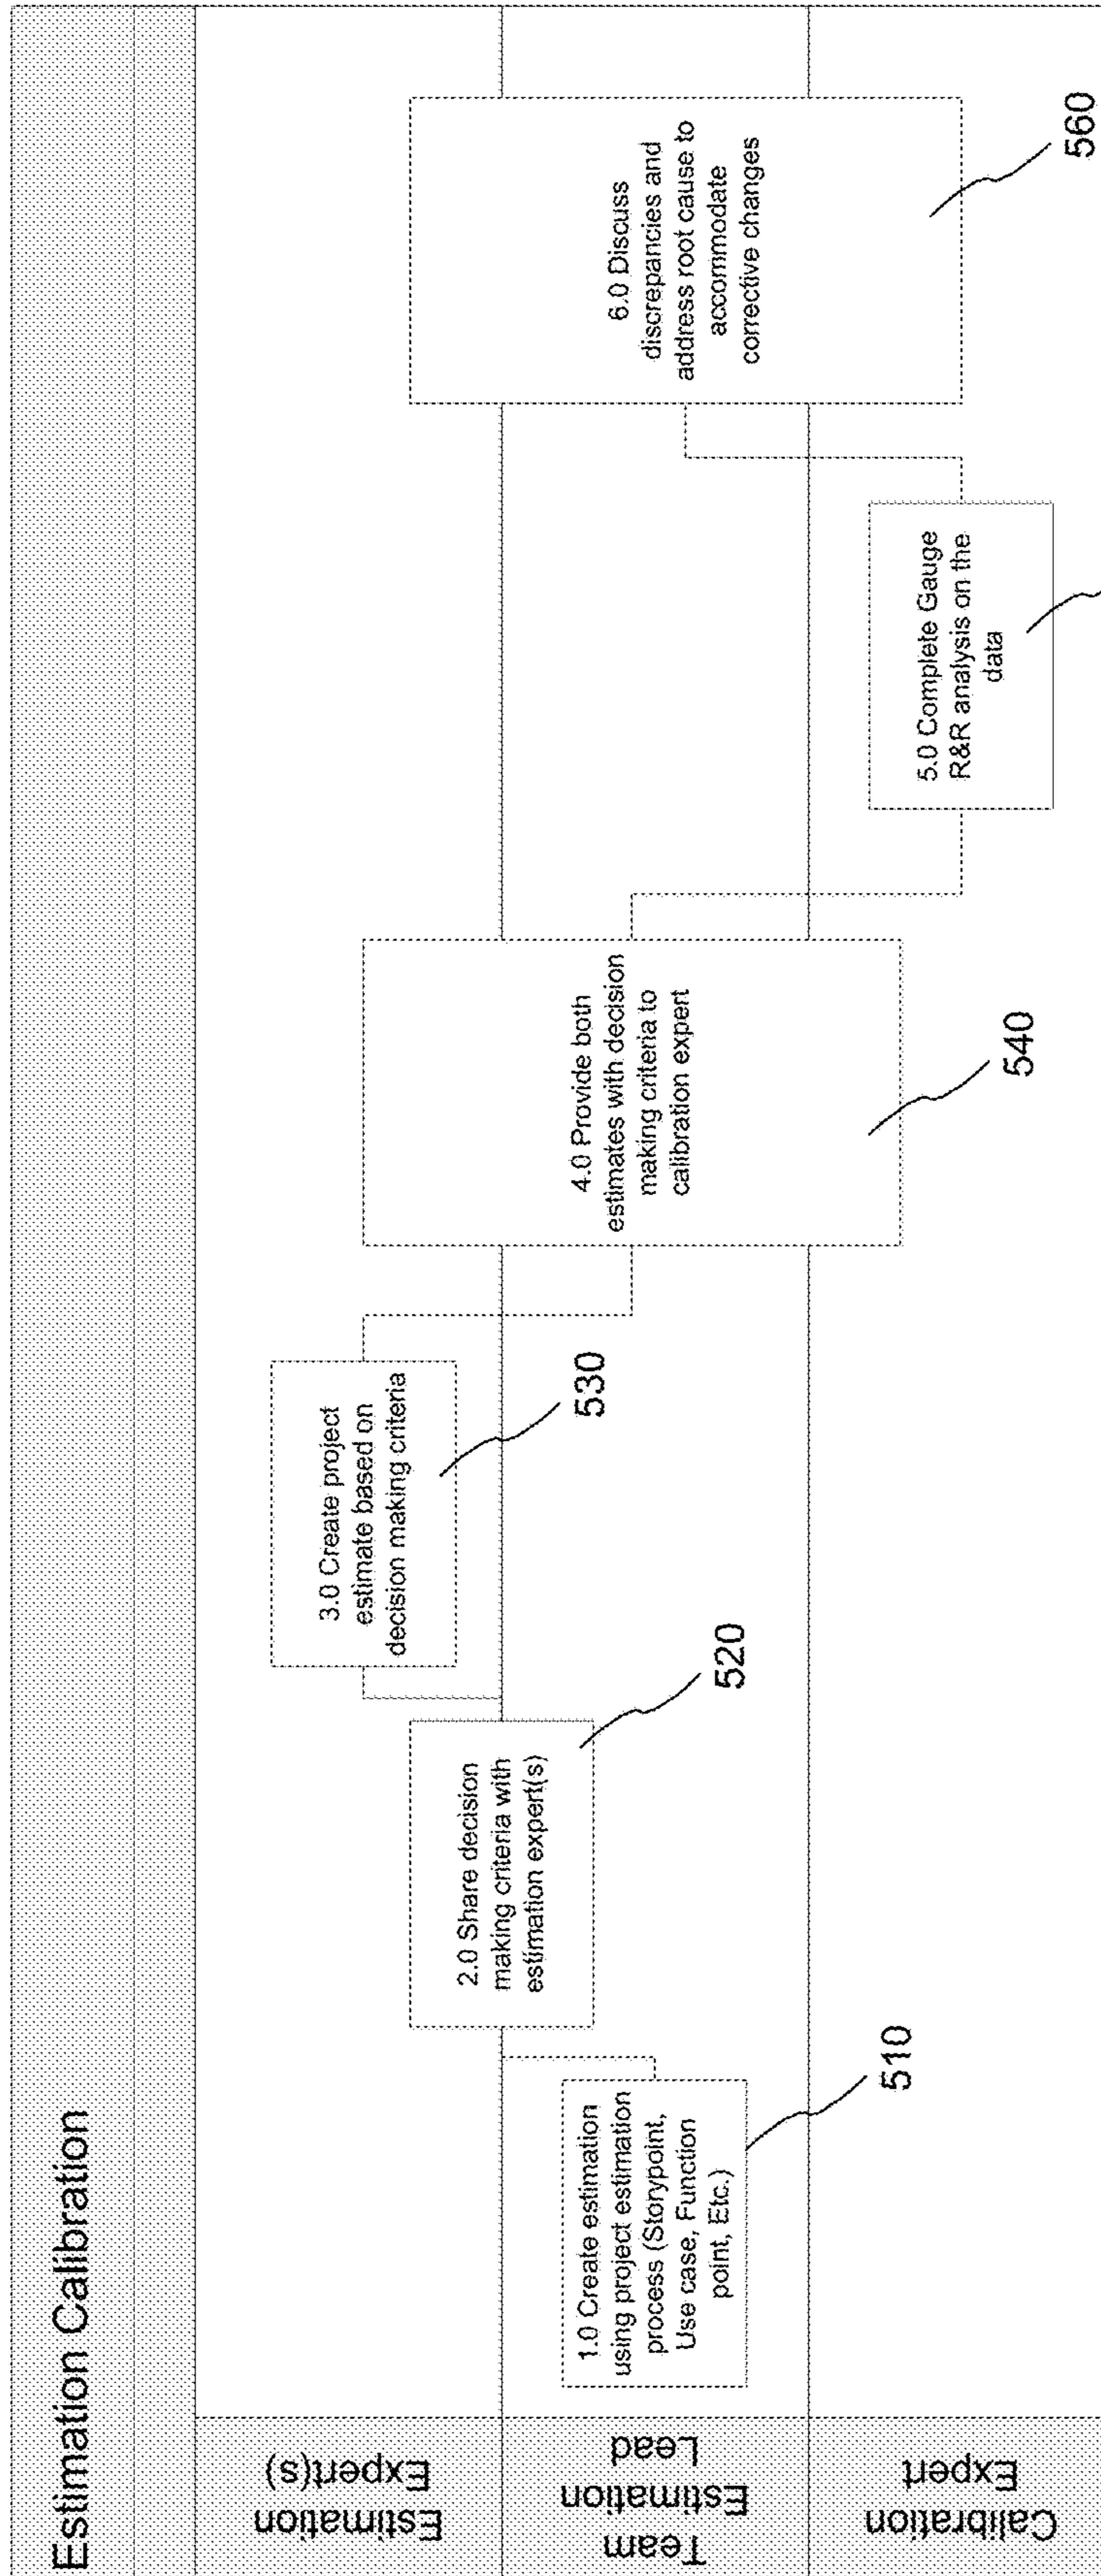 Estimation Calibration
Estimation
Expert(s)
Team
Estimation
Lead
Calibration
Expert
1.0 Create estimation
using project estimation
process (Storypoint,
Use case, Function
point, Etc.)
510
2.0 Share decision
making criteria with
estimation expert(s)
520
3.0 Create project
estimate based on
decision making criteria
530
4.0 Provide both
estimates with decision
making criteria to
calibration expert
540
5.0 Complete Gauge
R&R analysis on the
data
6.0 Discuss
discrepancies and
address root cause to
accommodate
corrective changes
560